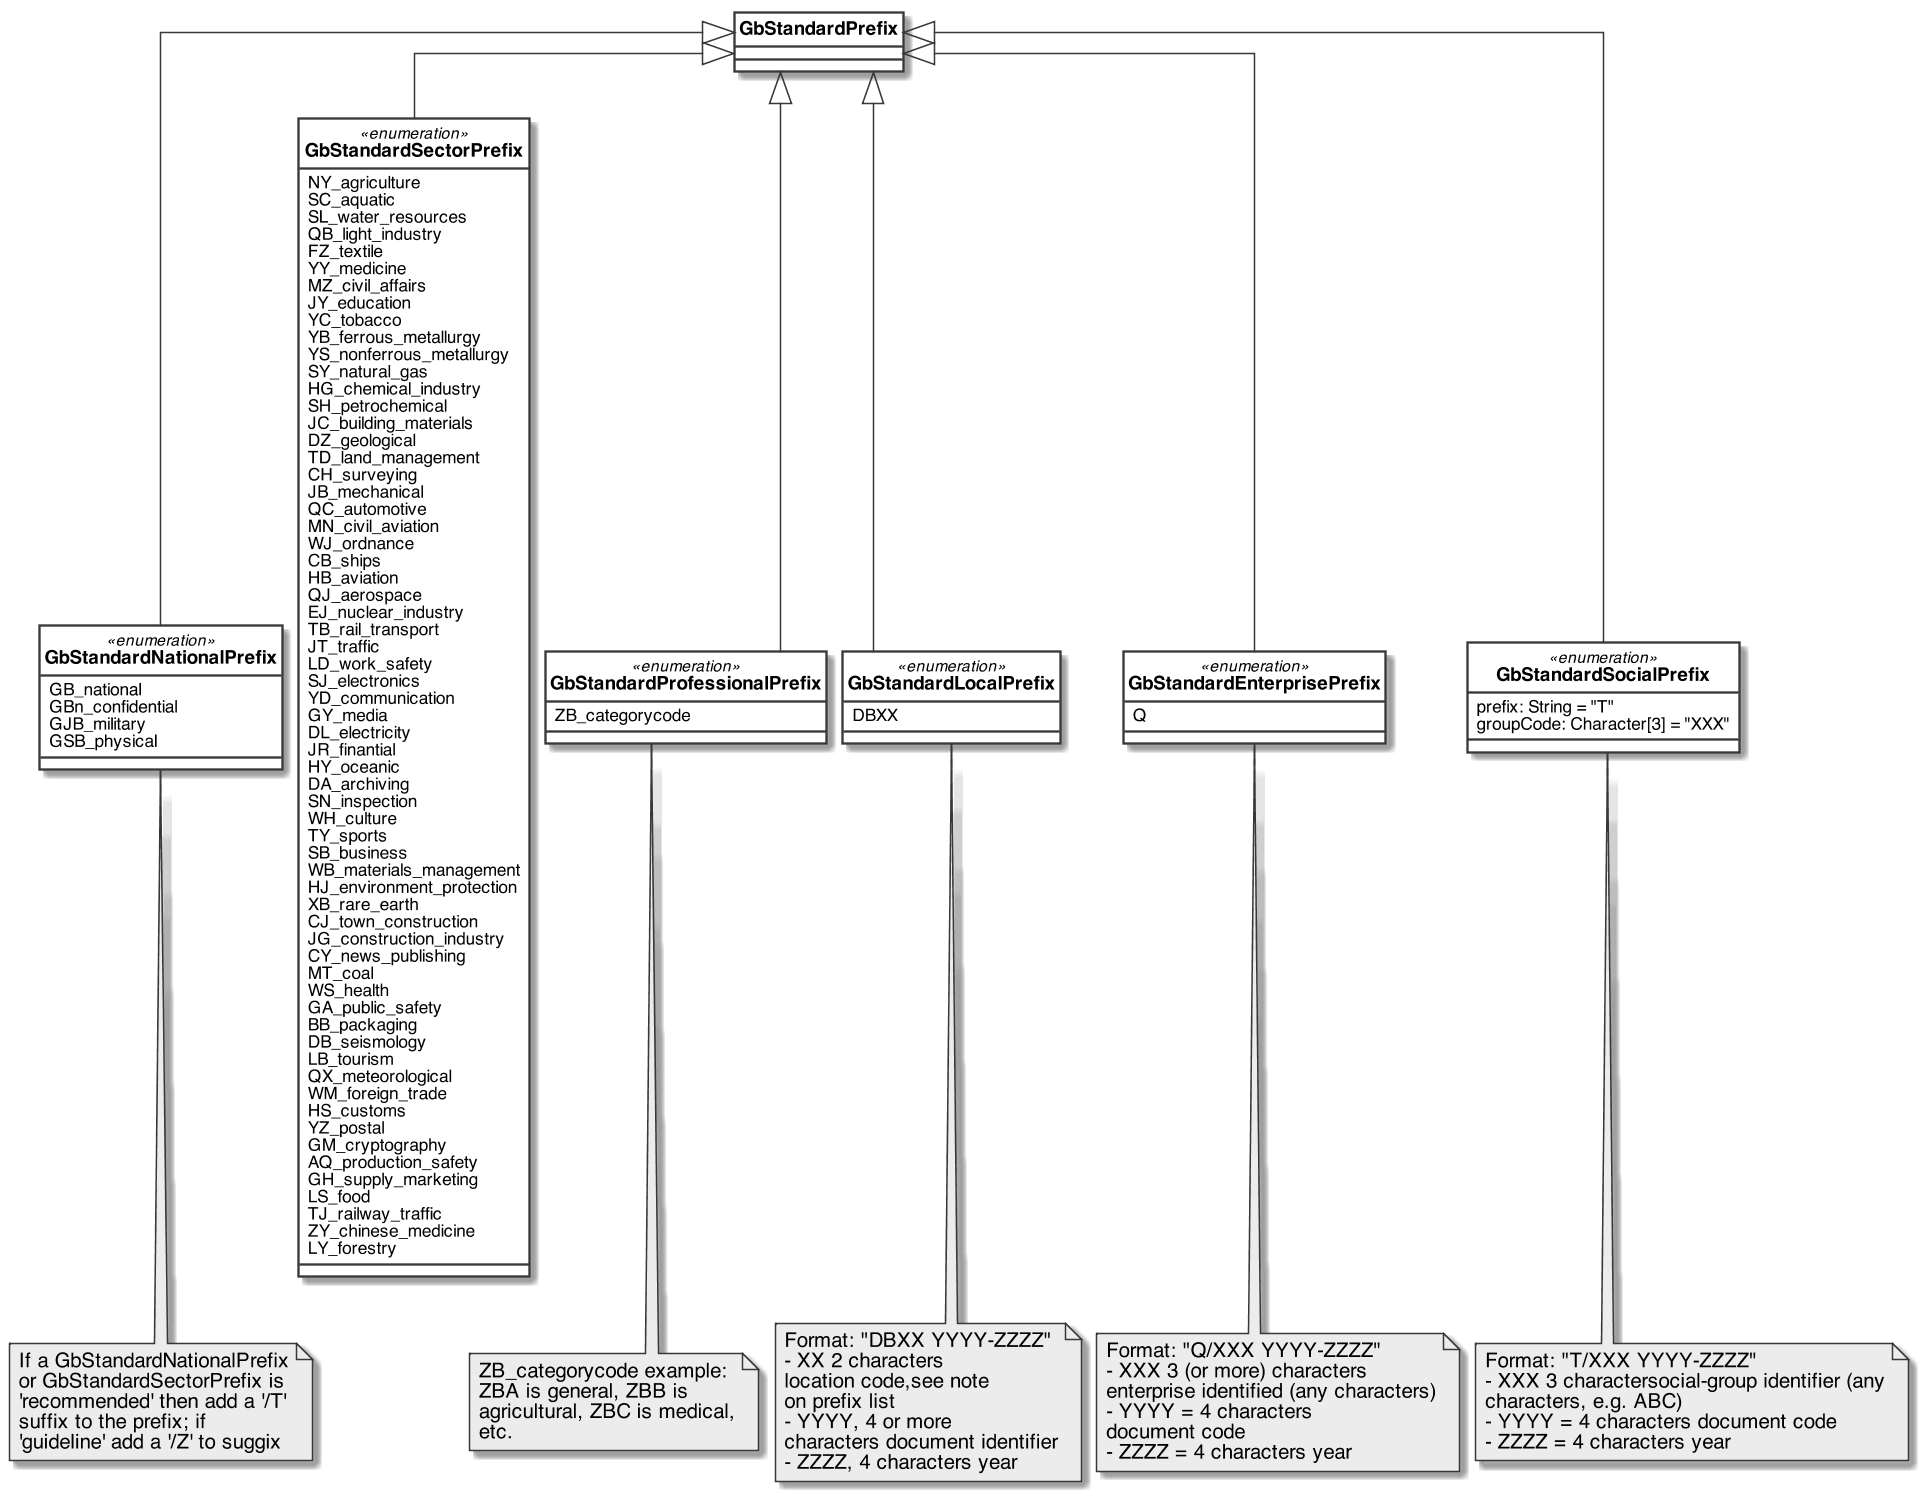 GbStandardPrefix
«enumeration»
GbStandardSectorPrefix
NY_agriculture
SC_aquatic
SL_water_resources
QB_light_industry
FZ_textile
YY_medicine
MZ_civil_affairs
JY_education
YC_tobacco
YB_ferrous_metallurgy
YS_nonferrous_metallurgy
SY_natural_gas
HG_chemical_industry
SH_petrochemical
JC_building_materials
DZ_geological
TD_land_management
CH_surveying
JB_mechanical
QC_automotive
MN_civil_aviation
WJ_ordnance
CB_ships
HB_aviation
QJ_aerospace
EJ_nuclear_industry
TB_rail_transport
JT_traffic
LD_work_safety
SJ_electronics
YD_communication
GY_media
DL_electricity
JR_finantial
HY_oceanic
DA_archiving
SN_inspection
WH_culture
TY_sports
SB_business
WB_materials_management
HJ_environment_protection
XB_rare_earth
CJ_town_construction
JG_construction_industry
CY_news_publishing
MT_coal
WS_health
GA_public_safety
BB_packaging
DB_seismology
LB_tourism
QX_meteorological
WM_foreign_trade
HS_customs
YZ_postal
GM_cryptography
AQ_production_safety
GH_supply_marketing
LS_food
TJ_railway_traffic
ZY_chinese_medicine
LY_forestry
«enumeration»
GbStandardNationalPrefix
GB_national
GBn_confidential
GJB_military
GSB_physical
«enumeration»
GbStandardProfessionalPrefix
ZB_categorycode
«enumeration»
GbStandardLocalPrefix
DBXX
«enumeration»
GbStandardEnterprisePrefix
Q
«enumeration»
GbStandardSocialPrefix
prefix: String = "T"
groupCode: Character[3] = "XXX"
If a GbStandardNationalPrefix
or GbStandardSectorPrefix is
'recommended' then add a '/T'
suffix to the prefix; if
'guideline' add a '/Z' to suggix
ZB_categorycode example:
ZBA is general, ZBB is
agricultural, ZBC is medical,
etc.
Format: "DBXX YYYY-ZZZZ"
- XX 2 characters
location code,see note
on prefix list
- YYYY, 4 or more
characters document identifier
- ZZZZ, 4 characters year
Format: "Q/XXX YYYY-ZZZZ"
- XXX 3 (or more) characters
enterprise identified (any characters)
- YYYY = 4 characters
document code
- ZZZZ = 4 characters year
Format: "T/XXX YYYY-ZZZZ"
- XXX 3 charactersocial-group identifier (any
characters, e.g. ABC)
- YYYY = 4 characters document code
- ZZZZ = 4 characters year